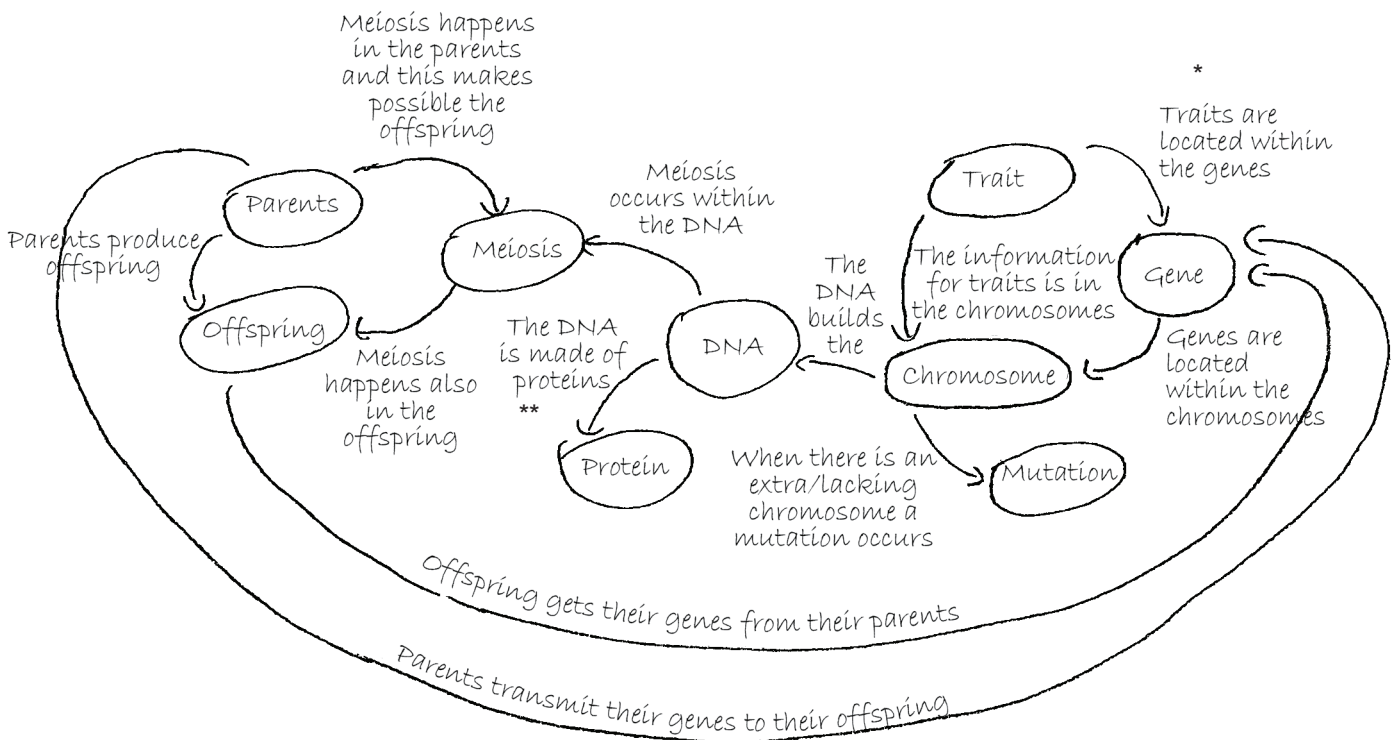 Meiosis happens
in the parents
and this makes
possible the
offspring
*
Traits are
located within
the genes
Parents
Meiosis
occurs within
the DNA
Trait
Parents produce
offspring
Meiosis
The information
for traits is in
the chromosomes
Gene
Offspring
The
DNA
builds
the
Meiosis
happens also
in the
offspring
The DNA
is made of
proteins
**
DNA
Chromosome
Genes are
located
within the
chromosomes
Protein
When there is an
extra/lacking
chromosome a
mutation occurs
Mutation
Offspring gets their genes from their parents
Parents transmit their genes to their offspring